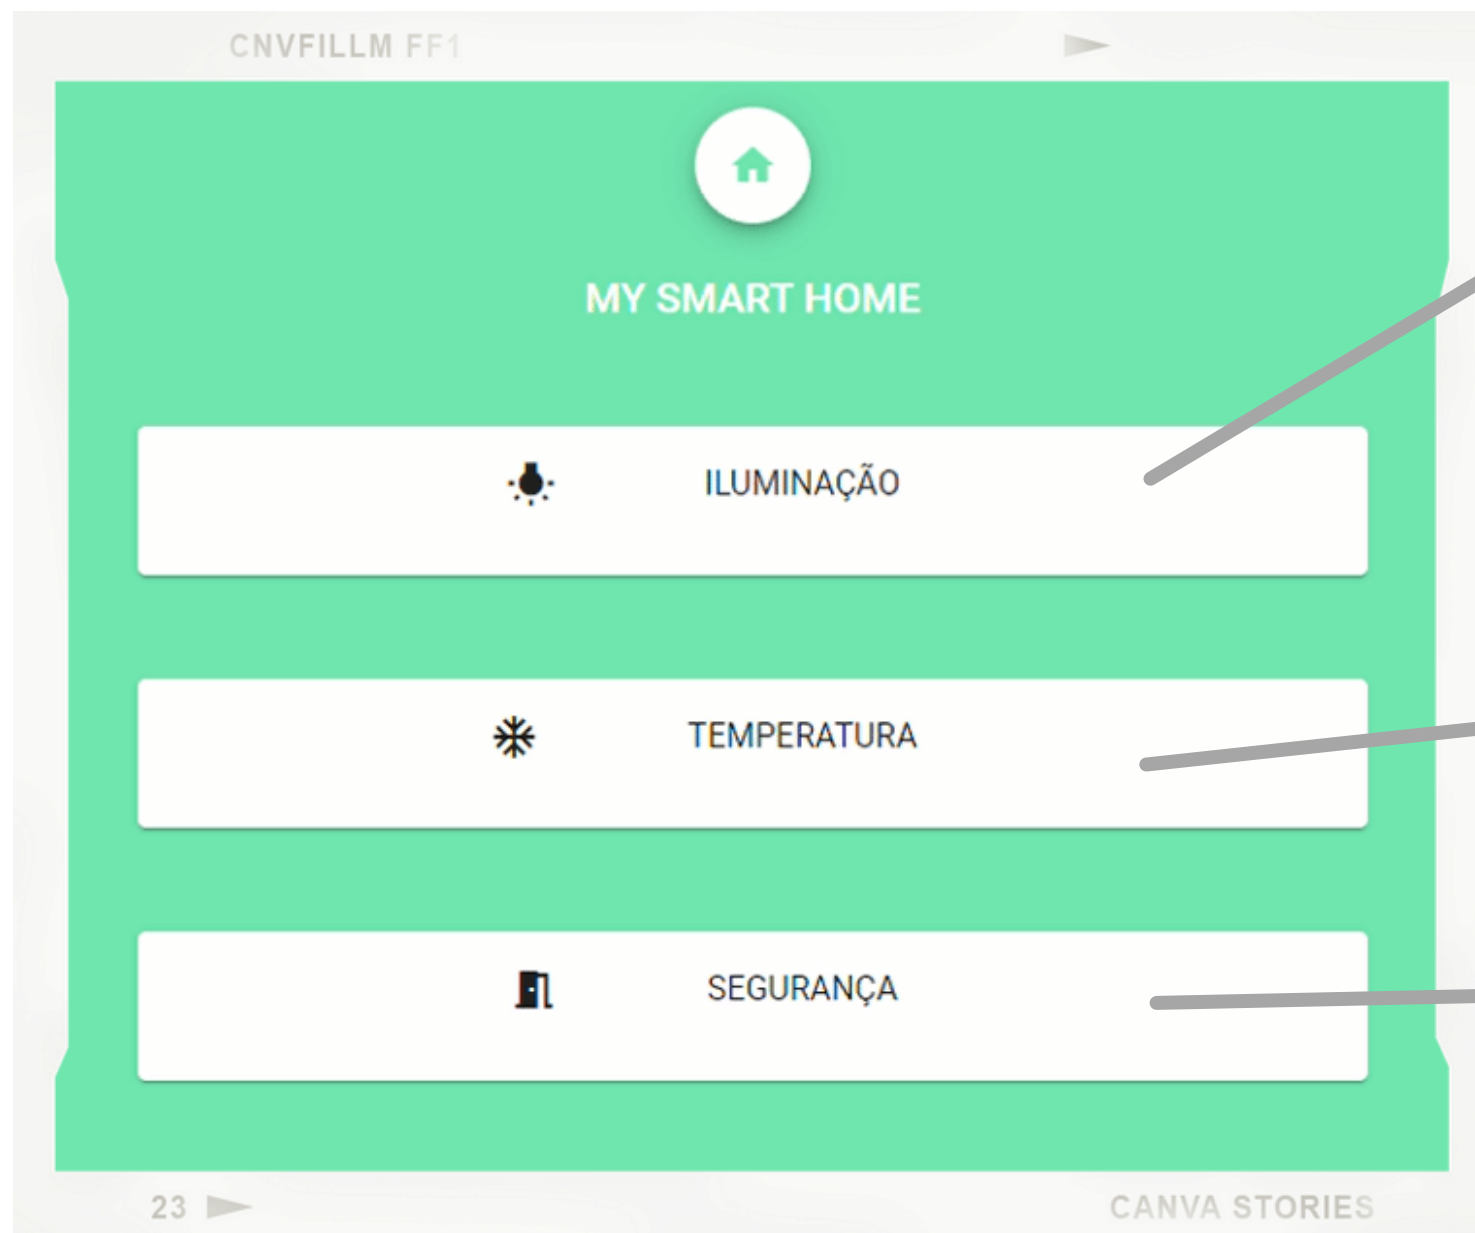 CNVFILLM FF1
MY SMART HOME
ILUMINAÇÃO
TEMPERATURA
SEGURANÇA
23
CANVA STORIES